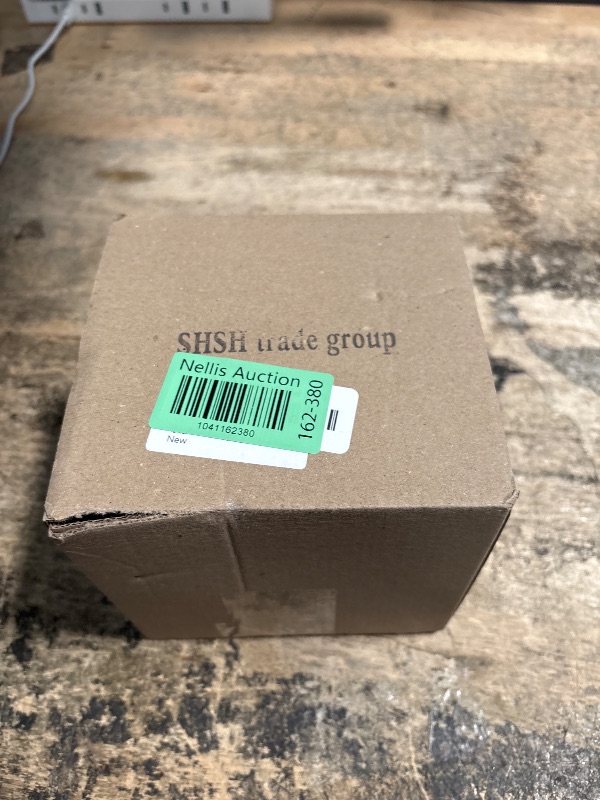 SHSH trade group
Nellis Auction
1041162380
162-380
New